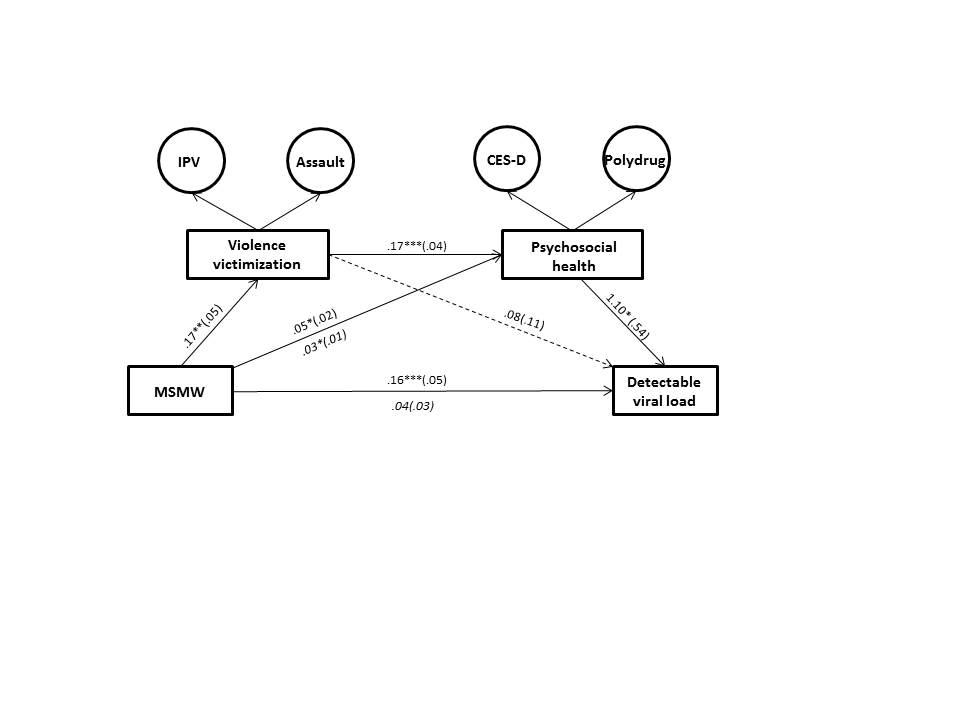 IPV
Assault
CES-D
Polydrug
Violence
victimization
.17***(.04)
Psychosocial
health
.17**(.05)
.05*(.02)
.03*(.01)
.08(.11)
1.10*(.54)
MSMW
.16***(.05)
.04(.03)
Detectable
viral load